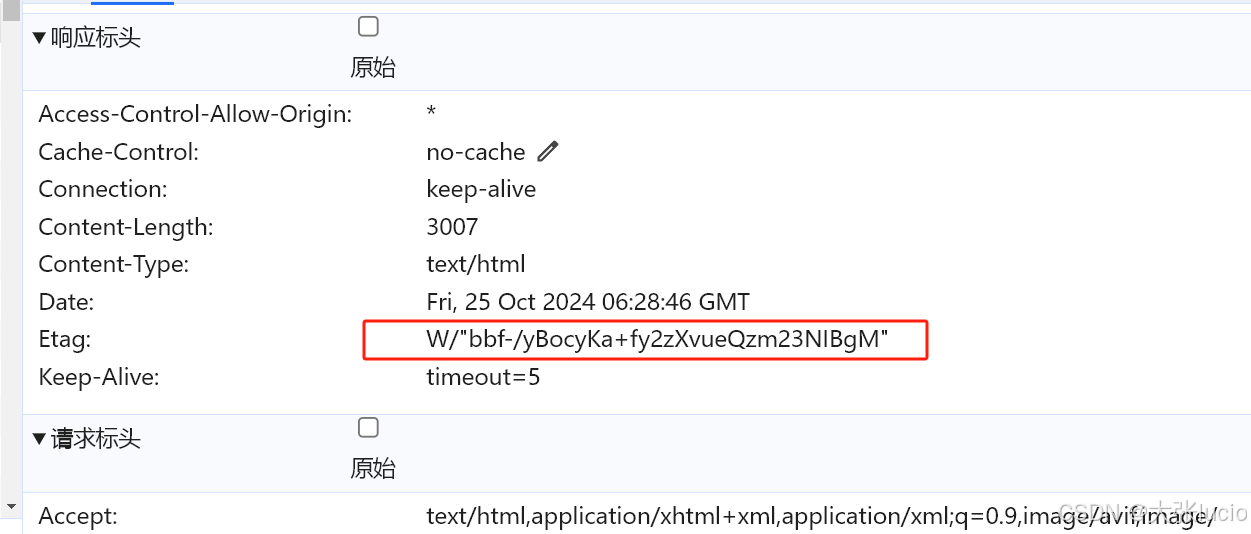 ▼响应标头
原始
Access-Control-Allow-Origin: *
Cache-Control: no-cache
Connection: keep-alive
Content-Length: 3007
Content-Type: text/html
Date: Fri, 25 Oct 2024 06:28:46 GMT
Etag: W/"bbf-/yBocyKa+fy2zXvueQzm23NIBgM"
Keep-Alive: timeout=5
▼请求标头
原始
Accept: text/html,application/xhtml+xml,application/xml;q=0.9,image/avif,image/
CSDN @大张lucio